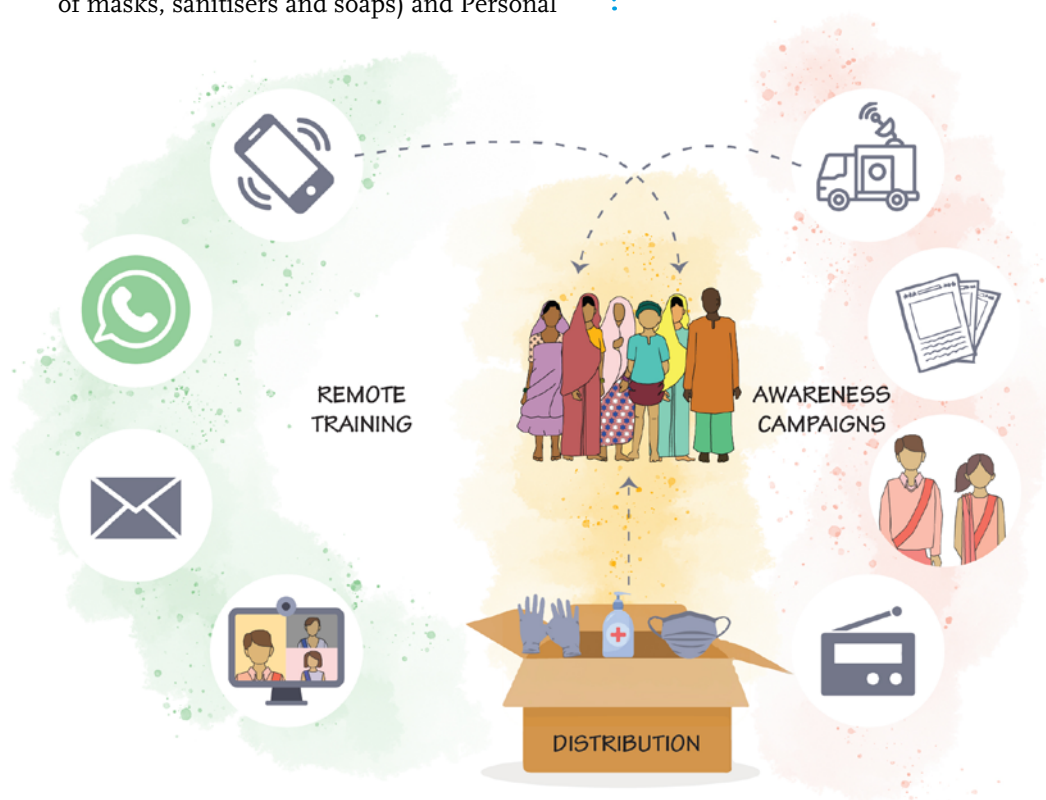 of masks, sanitisers and soaps) and Personal
REMOTE
TRAINING
AWARENESS
CAMPAIGNS
DISTRIBUTION